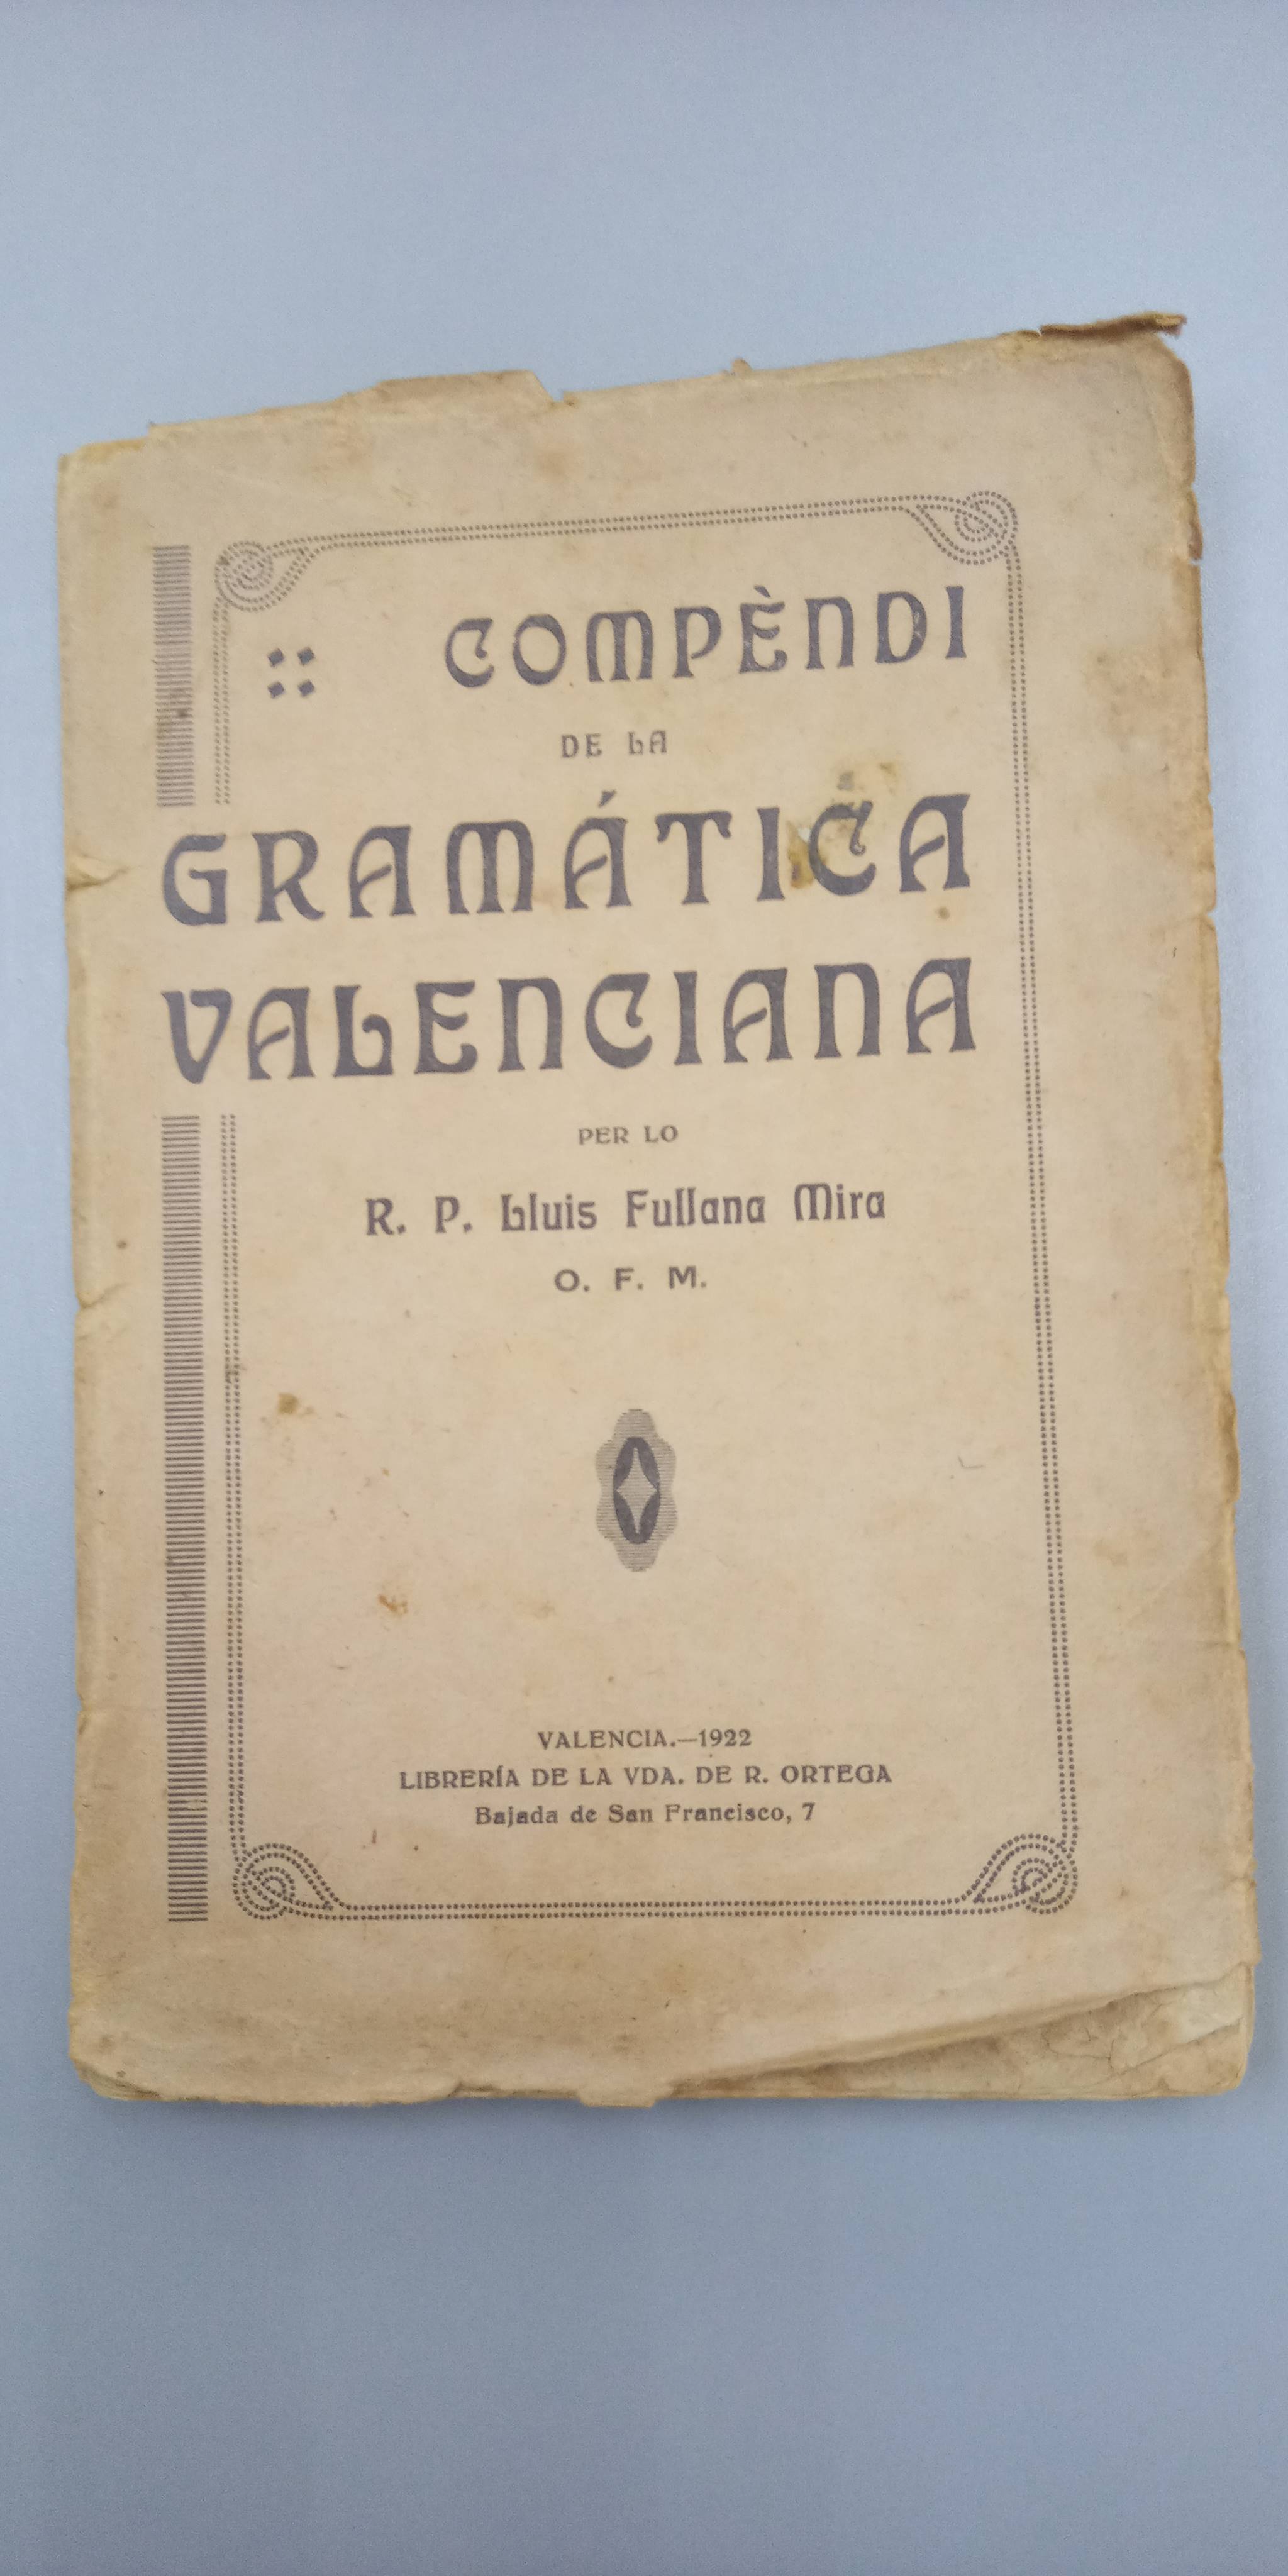 COMPÈNDI
DE LA
GRAMÁTICA
VALENCIANA
PER LO
R. P. Lluis Fullana Mira
O. F. M.
VALENCIA.—1922
LIBRERÍA DE LA VDA. DE R. ORTEGA
Bajada de San Francisco, 7